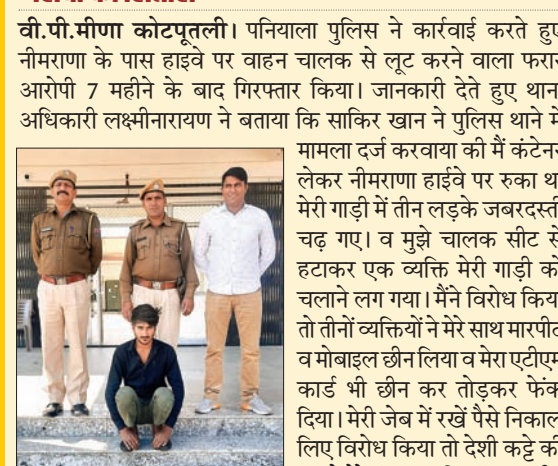 वी.पी.मीणा कोटपूतली। पनियाला पुलिस ने कार्रवाई करते हुए
नीमराणा के पास हाइवे पर वाहन चालक से लूट करने वाला फरार
आरोपी 7 महीने के बाद गिरफ्तार किया। जानकारी देते हुए थान
अधिकारी लक्ष्मीनारायण ने बताया कि साकिर खान ने पुलिस थाने में
मामला दर्ज करवाया की मैं कंटेनर
लेकर नीमराणा हाईवे पर रुका था
मेरी गाड़ी में तीन लड़के जबरदस्ती
चढ़ गए। व मुझे चालक सीट से
हटाकर एक व्यक्ति मेरी गाड़ी को
चलाने लग गया। मैंने विरोध किया
तो तीनों व्यक्तियों ने मेरे साथ मारपीट
व मोबाइल छीन लिया व मेरा एटीएम
कार्ड भी छीन कर तोड़कर फेंक
दिया। मेरी जेब में रखें पैसे निकाल
लिए विरोध किया तो देशी कट्टे की